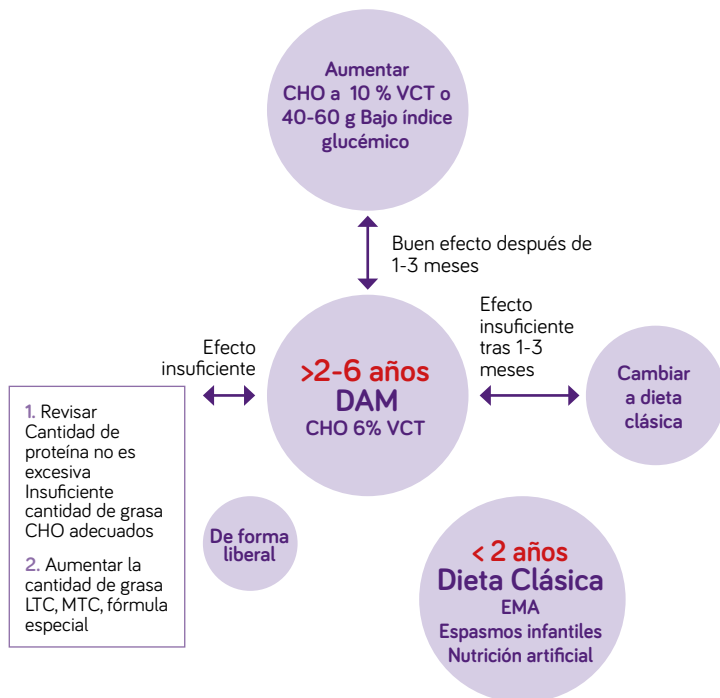 Aumentar
CHO a 10 % VCT o
40-60 g Bajo índice
glucémico
Buen efecto después de
1-3 meses
Efecto
insuficiente
>2-6 años
DAM
CHO 6% VCT
Efecto
insuficiente
tras 1-3
meses
Cambiar
a dieta
clásica
1. Revisar
Cantidad de
proteína no es
excesiva
Insuficiente
cantidad de grasa
CHO adecuados
2. Aumentar la
cantidad de grasa
LTC, MTC, fórmula
especial
De forma
liberal
< 2 años
Dieta Clásica
EMA
Espasmos infantiles
Nutrición artificial